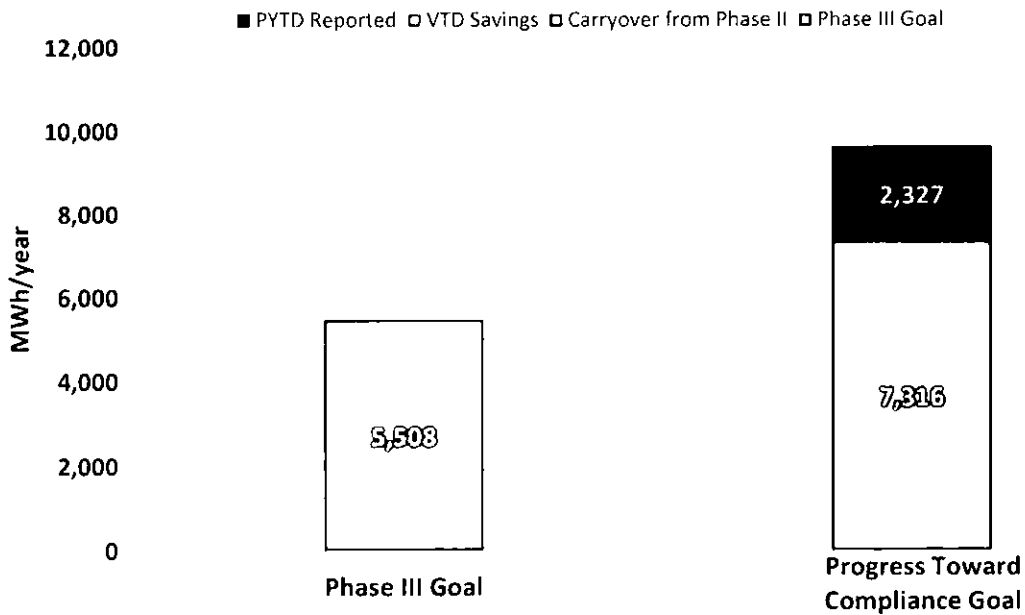 ■ PYTD Reported □ VTD Savings □ Carryover from Phase II □ Phase III Goal
12,000
10,000
8,000
6,000
4,000
2,000
0
MWh/year
5,508
2,327
7,316
Phase III Goal
Progress Toward
Compliance Goal